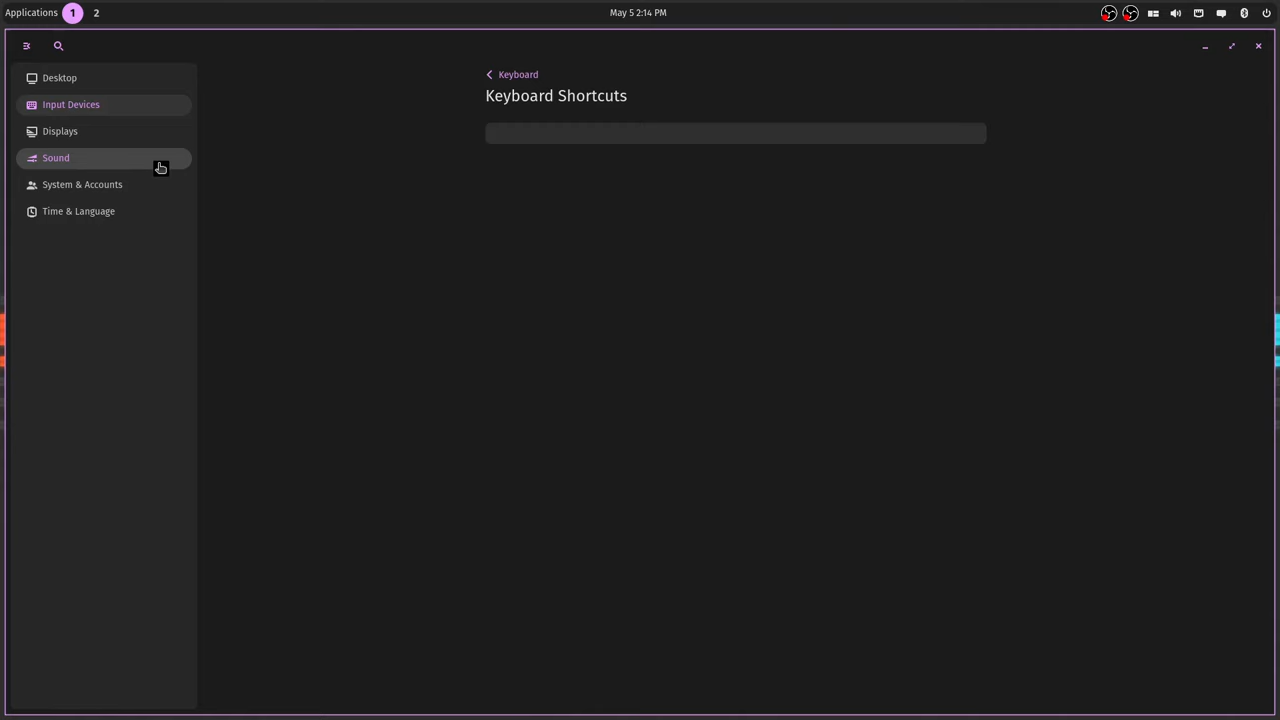 Applications 1 2 May 5 2:14 PM
Desktop
Input Devices
Displays
Sound
System & Accounts
Time & Language
Keyboard
Keyboard Shortcuts